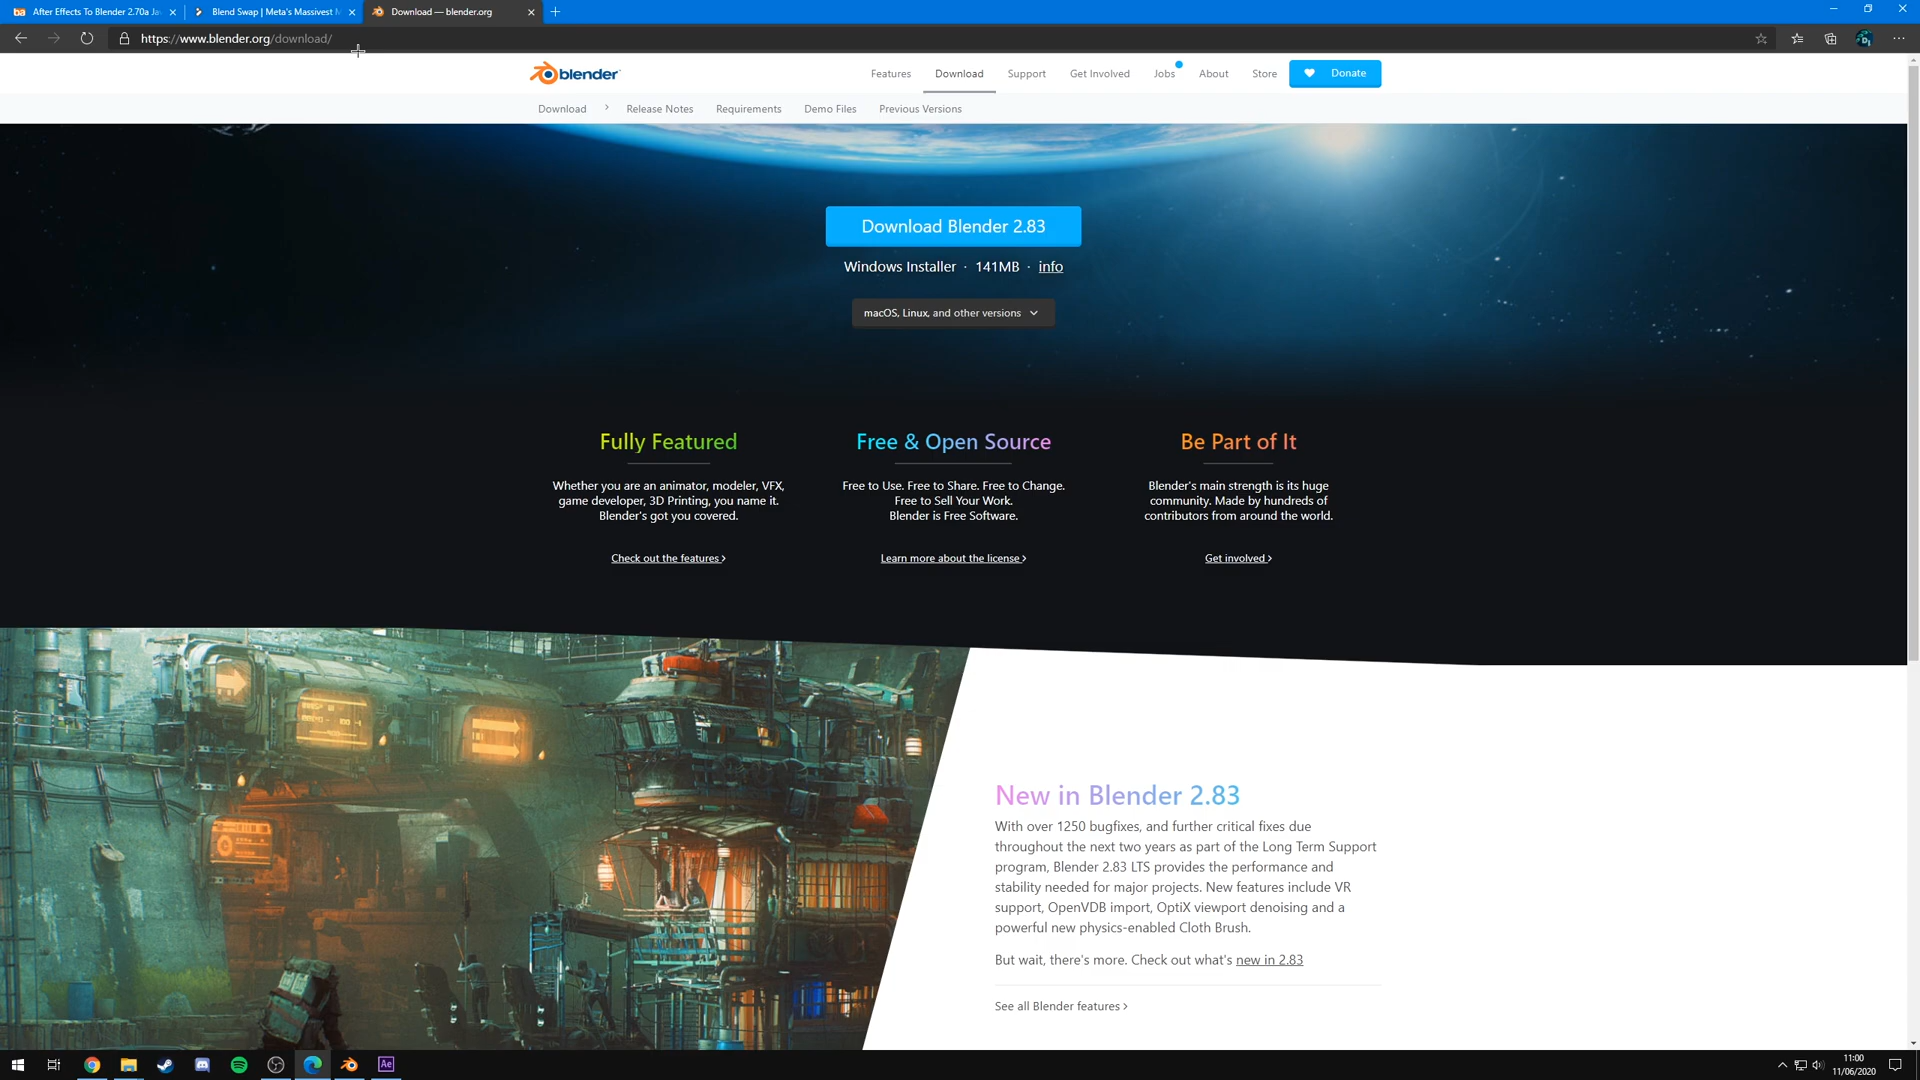 After Effects To Blender 2.70a Ja
Blend Swap | Meta's Massivest M
Download — blender.org
https://www.blender.org/download/
blender
Features
Download
Support
Get Involved
Jobs
About
Store
Donate
Download
Release Notes
Requirements
Demo Files
Previous Versions
Download Blender 2.83
Windows Installer · 141MB · info
macOS, Linux, and other versions
Fully Featured
Whether you are an animator, modeler, VFX,
game developer, 3D Printing, you name it.
Blender's got you covered.
Check out the features ›
Free & Open Source
Free to Use. Free to Share. Free to Change.
Free to Sell Your Work.
Blender is Free Software.
Learn more about the license ›
Be Part of It
Blender's main strength is its huge
community. Made by hundreds of
contributors from around the world.
Get involved ›
New in Blender 2.83
With over 1250 bugfixes, and further critical fixes due
throughout the next two years as part of the Long Term Support
program, Blender 2.83 LTS provides the performance and
stability needed for major projects. New features include VR
support, OpenVDB import, OptiX viewport denoising and a
powerful new physics-enabled Cloth Brush.
But wait, there's more. Check out what's new in 2.83
See all Blender features ›
Ae
11:00
11/06/2020